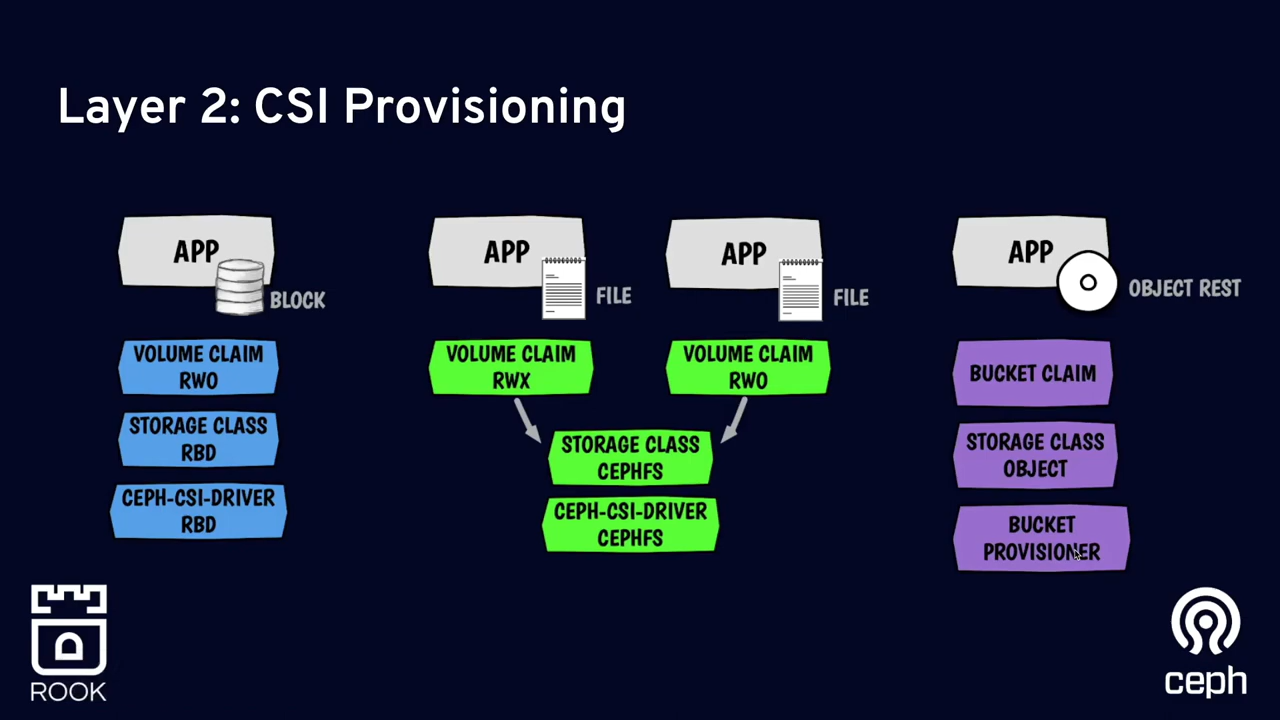 Layer 2: CSI Provisioning
APP
BLOCK
VOLUME CLAIM
RWO
STORAGE CLASS
RBD
CEPH-CSI-DRIVER
RBD
APP
FILE
VOLUME CLAIM
RWX
APP
FILE
VOLUME CLAIM
RWO
STORAGE CLASS
CEPHFS
CEPH-CSI-DRIVER
CEPHFS
APP
OBJECT REST
BUCKET CLAIM
STORAGE CLASS
OBJECT
BUCKET
PROVISIONER
ROOK
ceph